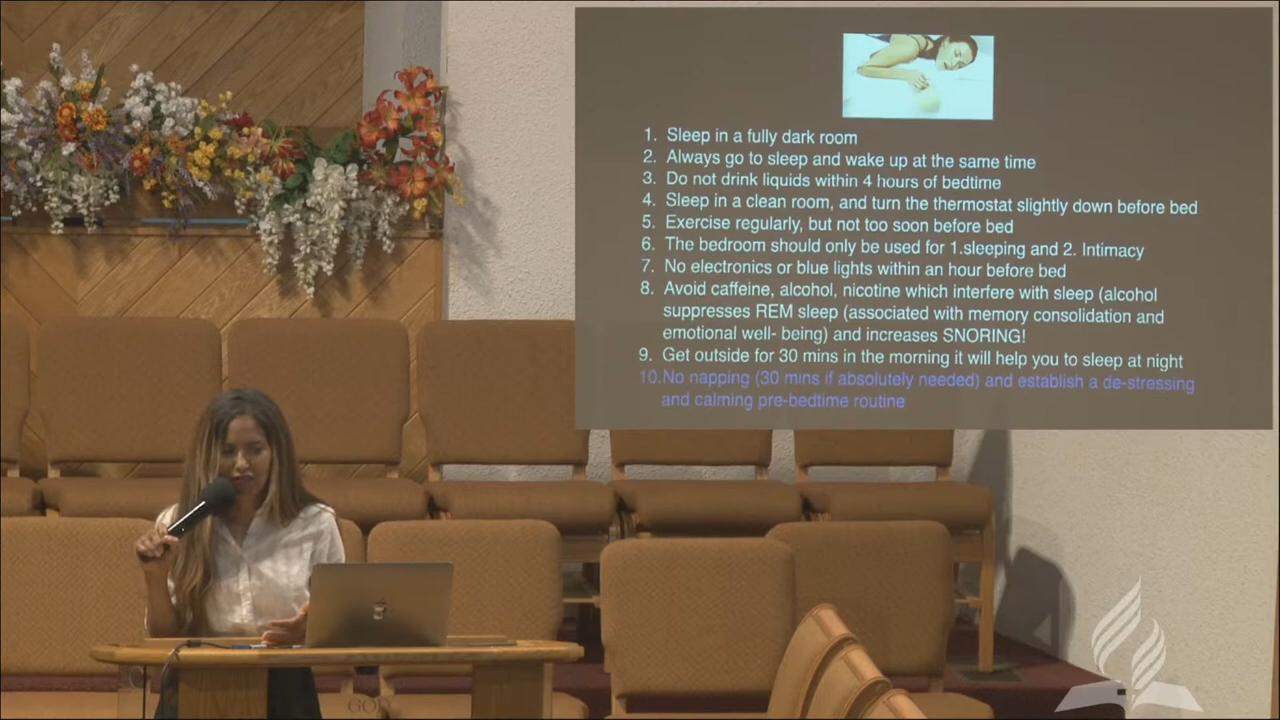 1. Sleep in a fully dark room
2. Always go to sleep and wake up at the same time
3. Do not drink liquids within 4 hours of bedtime
4. Sleep in a clean room, and turn the thermostat slightly down before bed
5. Exercise regularly, but not too soon before bed
6. The bedroom should only be used for 1.sleeping and 2. Intimacy
7. No electronics or blue lights within an hour before bed
8. Avoid caffeine, alcohol, nicotine which interfere with sleep (alcohol
suppresses REM sleep (associated with memory consolidation and
emotional well- being) and increases SNORING!
9. Get outside for 30 mins in the morning it will help you to sleep at night
10.No napping (30 mins if absolutely needed) and establish a de-stressing
and calming pre-bedtime routine
GOD